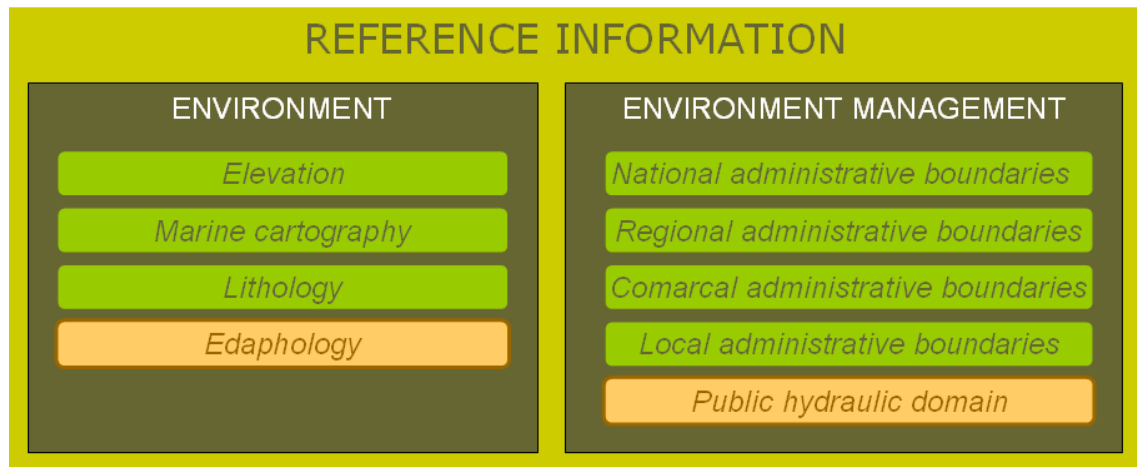 REFERENCE INFORMATION
ENVIRONMENT
Elevation
Marine cartography
Lithology
Edaphology
ENVIRONMENT MANAGEMENT
National administrative boundaries
Regional administrative boundaries
Comarcal administrative boundaries
Local administrative boundaries
Public hydraulic domain